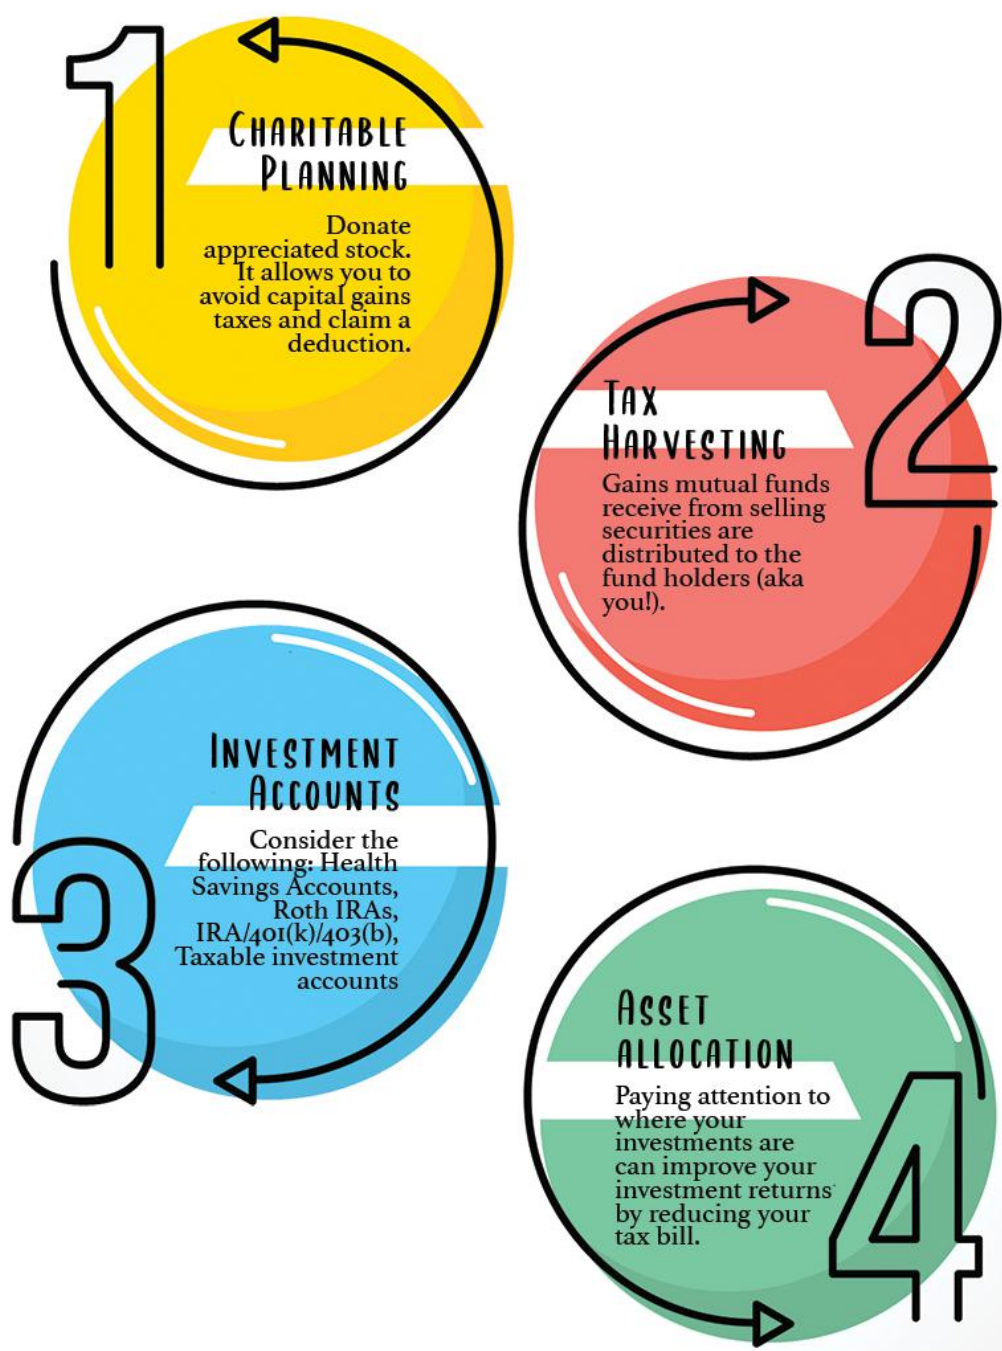 1
CHARITABLE
PLANNING
Donate
appreciated stock.
It allows you to
avoid capital gains
taxes and claim a
deduction.
2
TAX
HARVESTING
Gains mutual funds
receive from selling
securities are
distributed to the
fund holders (aka
you!).
3
INVESTMENT
ACCOUNTS
Consider the
following: Health
Savings Accounts,
Roth IRAs,
IRA/401(k)/403(b),
Taxable investment
accounts
4
ASSET
ALLOCATION
Paying attention to
where your
investments are
can improve your
investment returns
by reducing your
tax bill.